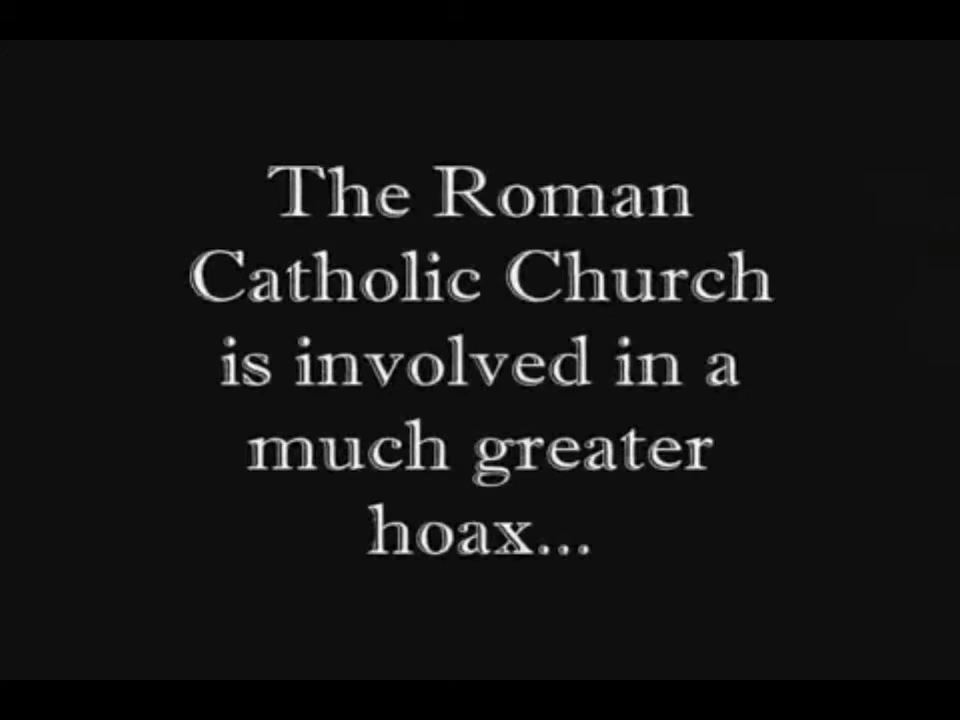 The Roman
Catholic Church
is involved in a
much greater
hoax...